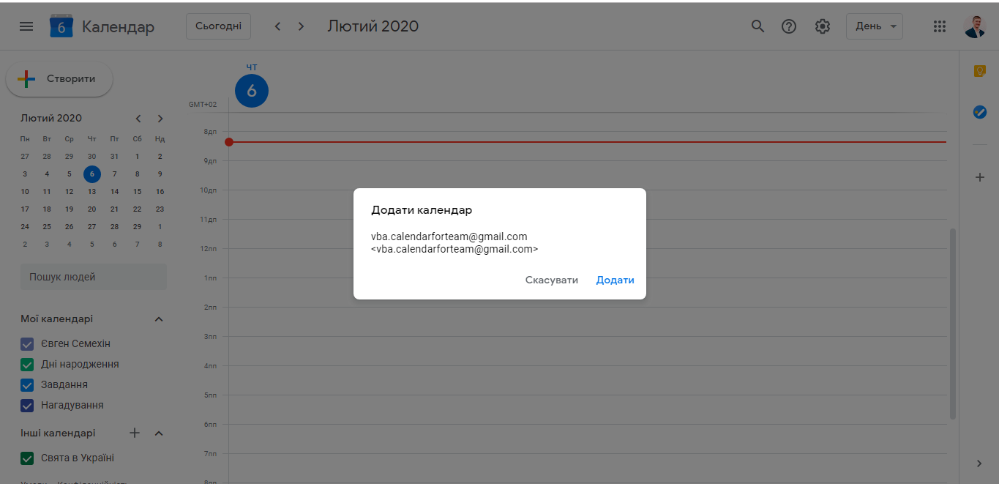 6 Календар
Сьогодні
Лютий 2020
День
Створити
ЧТ
6
GMT+02
Лютий 2020
Пн Вт Ср Чт Пт Сб Нд
27 28 29 30 31 1 2
3 4 5 6 7 8 9
10 11 12 13 14 15 16
17 18 19 20 21 22 23
24 25 26 27 28 29 1
2 3 4 5 6 7 8
Пошук людей
Мої календарі
Євген Семехін
Дні народження
Завдання
Нагадування
Інші календарі
Свята в Україні
8дп
9дп
10дп
11дп
12пп
1пп
2пп
3пп
4пп
5пп
6пп
7пп
8пп
Додати календар
vba.calendarforteam@gmail.com
<vba.calendarforteam@gmail.com>
Скасувати Додати